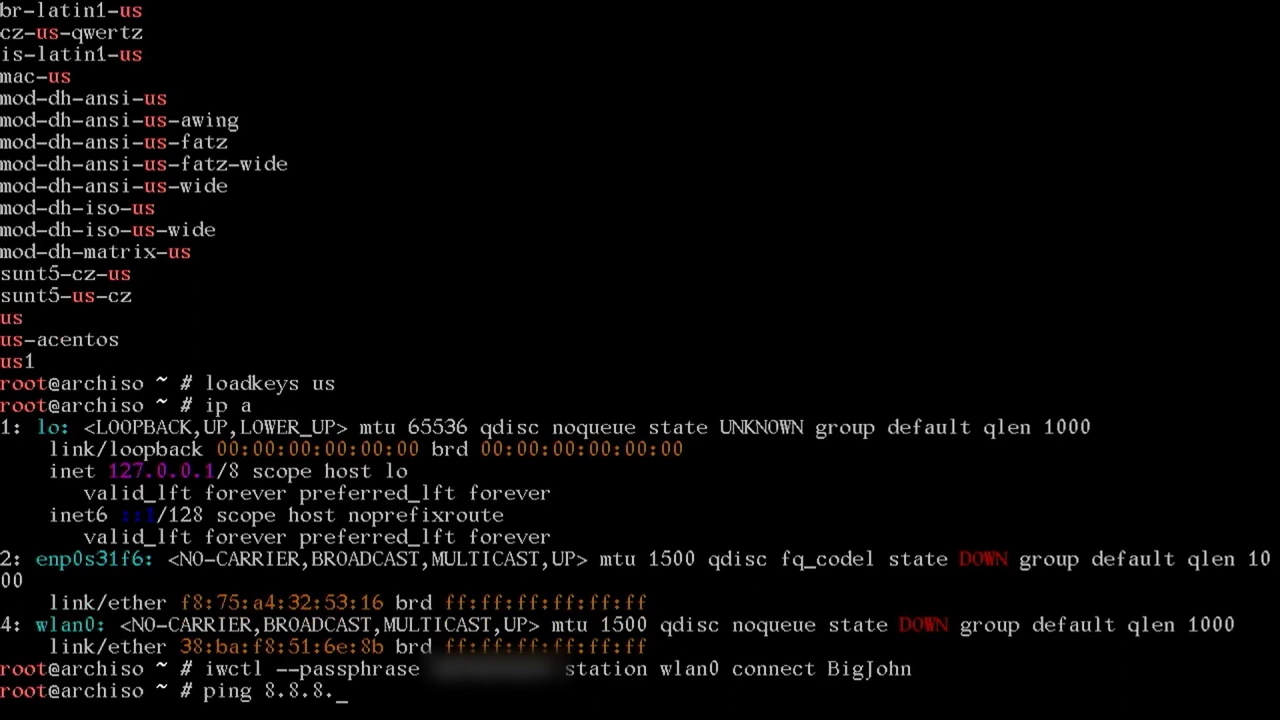 br-latin1-us
cz-us-qwertz
is-latin1-us
mac-us
mod-dh-ansi-us
mod-dh-ansi-us-awing
mod-dh-ansi-us-fatz
mod-dh-ansi-us-fatz-wide
mod-dh-ansi-us-wide
mod-dh-iso-us
mod-dh-iso-us-wide
mod-dh-matrix-us
sunt5-cz-us
sunt5-us-cz
us
us-acentos
us1
root@archiso ~ # loadkeys us
root@archiso ~ # ip a
1: lo: <LOOPBACK,UP,LOWER_UP> mtu 65536 qdisc noqueue state UNKNOWN group default qlen 1000
    link/loopback 00:00:00:00:00:00 brd 00:00:00:00:00:00
    inet 127.0.0.1/8 scope host lo
       valid_lft forever preferred_lft forever
    inet6 ::1/128 scope host noprefixroute
       valid_lft forever preferred_lft forever
2: enp0s31f6: <NO-CARRIER,BROADCAST,MULTICAST,UP> mtu 1500 qdisc fq_codel state DOWN group default qlen 10
00
    link/ether f8:75:a4:32:53:16 brd ff:ff:ff:ff:ff:ff
4: wlan0: <NO-CARRIER,BROADCAST,MULTICAST,UP> mtu 1500 qdisc noqueue state DOWN group default qlen 1000
    link/ether 38:ba:f8:51:6e:8b brd ff:ff:ff:ff:ff:ff
root@archiso ~ # iwctl --passphrase station wlan0 connect BigJohn
root@archiso ~ # ping 8.8.8._